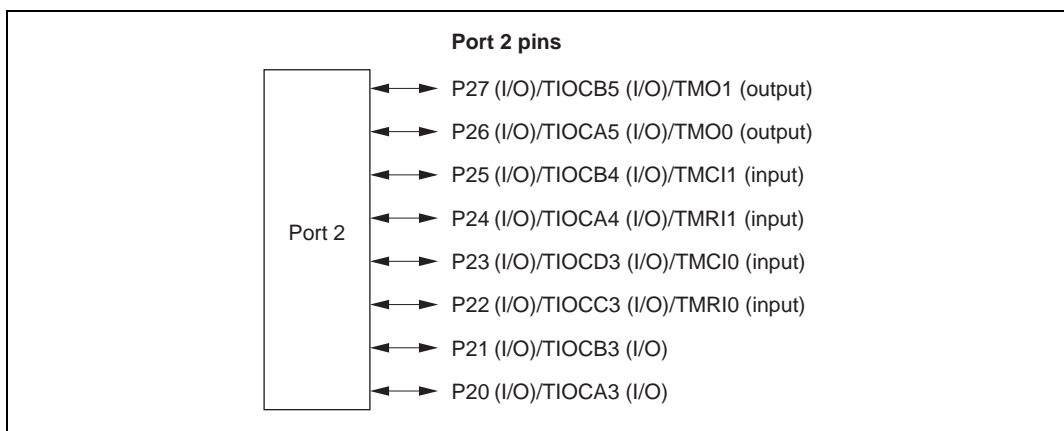 Port 2 pins
P27 (I/O)/TIOCB5 (I/O)/TMO1 (output)
P26 (I/O)/TIOCA5 (I/O)/TMO0 (output)
P25 (I/O)/TIOCB4 (I/O)/TMCI1 (input)
P24 (I/O)/TIOCA4 (I/O)/TMRI1 (input)
Port 2
P23 (I/O)/TIOCD3 (I/O)/TMCI0 (input)
P22 (I/O)/TIOCC3 (I/O)/TMRI0 (input)
P21 (I/O)/TIOCB3 (I/O)
P20 (I/O)/TIOCA3 (I/O)